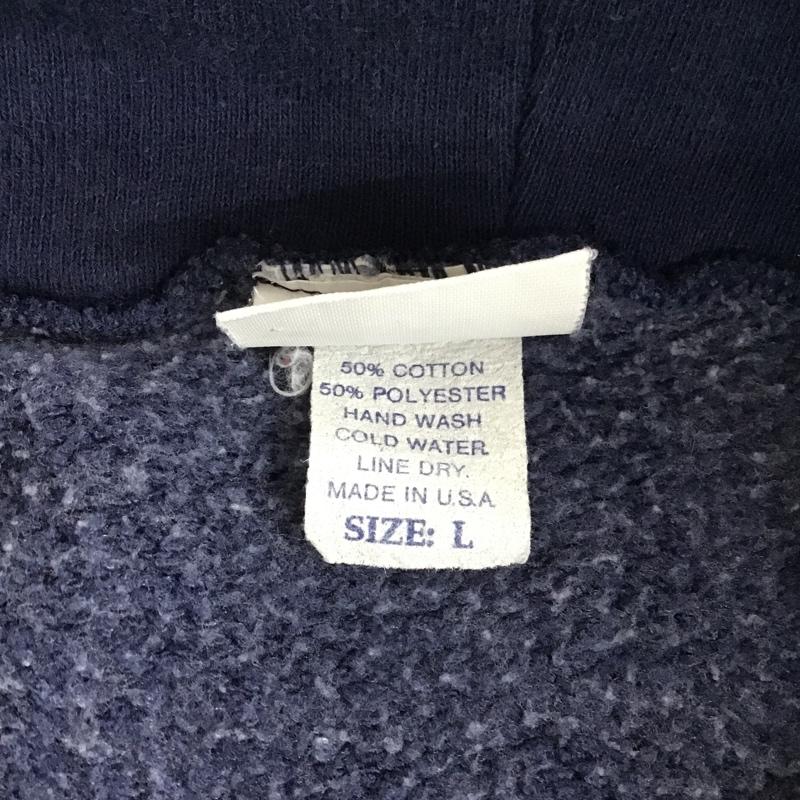 50% COTTON
50% POLYESTER
HAND WASH
COLD WATER
LINE DRY.
MADE IN U.S.A
SIZE: L